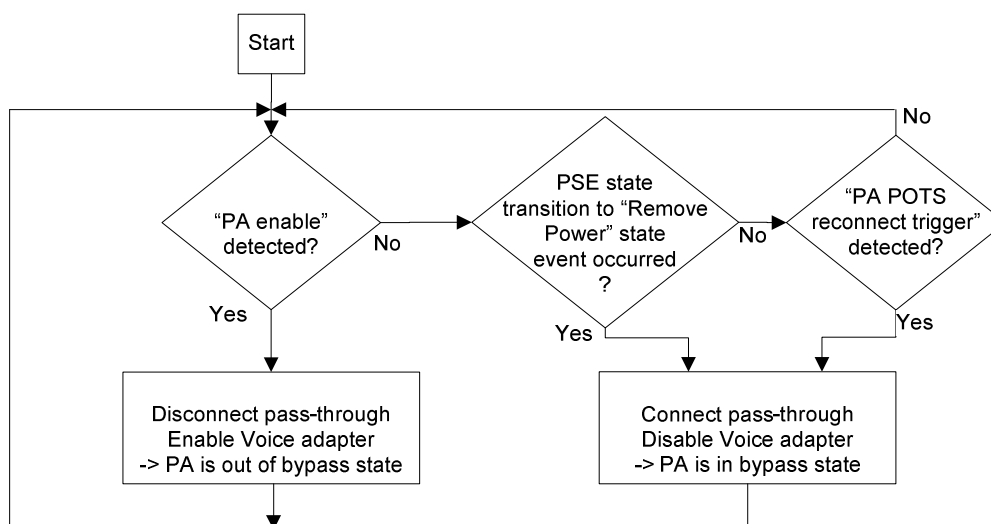 Start
No
PSE state
transition to “Remove
Power” state
event occurred
?
“PA POTS
reconnect trigger”
detected?
“PA enable”
detected?
No
No
Yes
Yes
Yes
Disconnect pass-through
Enable Voice adapter
-> PA is out of bypass state
Connect pass-through
Disable Voice adapter
-> PA is in bypass state